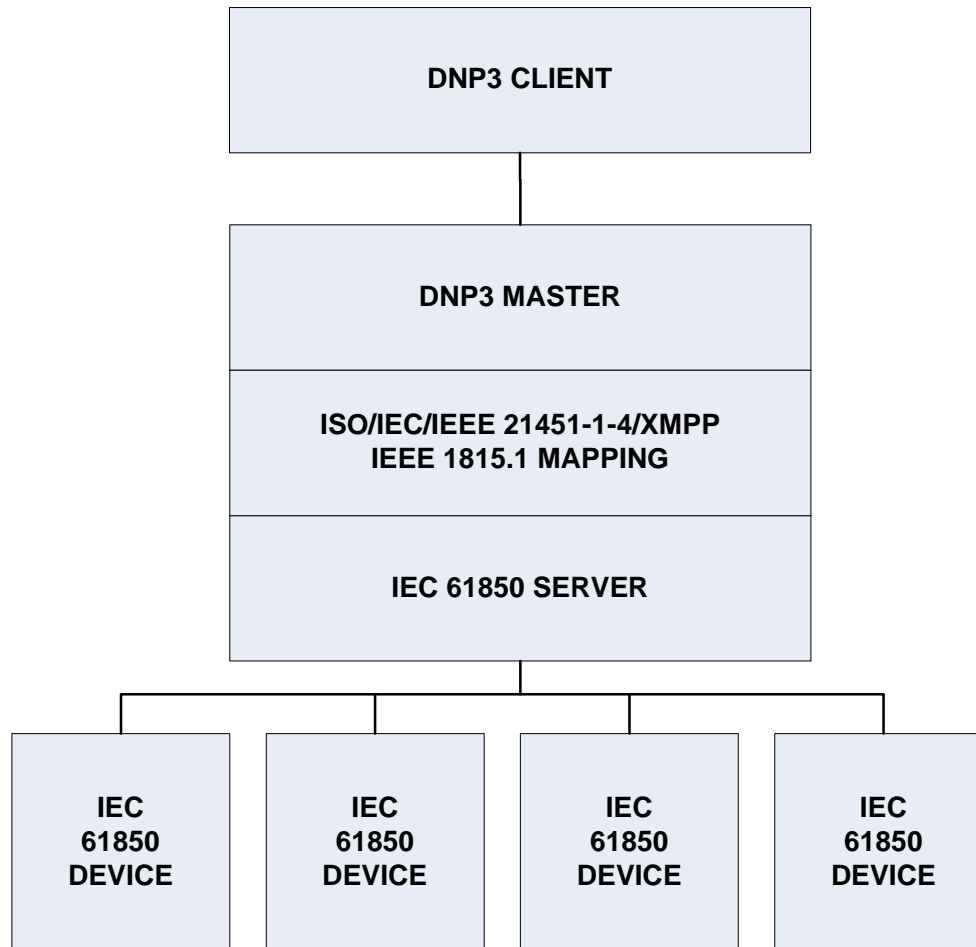 DNP3 CLIENT
DNP3 MASTER
ISO/IEC/IEEE 21451-1-4/XMPP
IEEE 1815.1 MAPPING
IEC 61850 SERVER
IEC
61850
DEVICE
IEC
61850
DEVICE
IEC
61850
DEVICE
IEC
61850
DEVICE